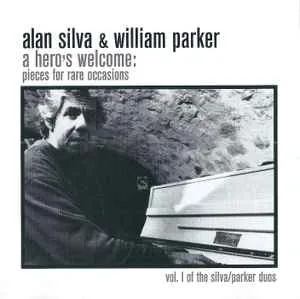 alan silva & william parker
a hero's welcome:
pieces for rare occasions
vol. I of the silva/parker duos